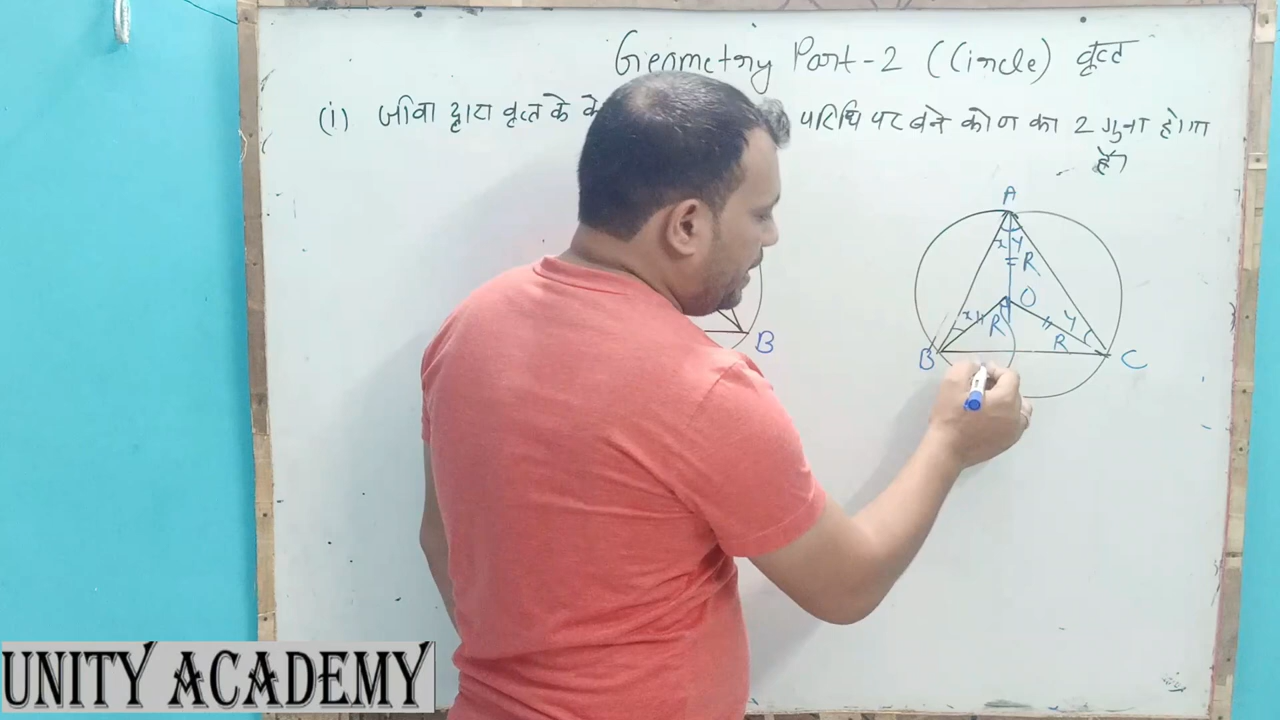 Geometry Part-2 (Circle) वृत्त
(i) जीवा द्वारा वृत्त के परिधि पर बने कोण का 2 गुना होता
है
A
x y
R
O
x R R y
B C
B
UNITY ACADEMY